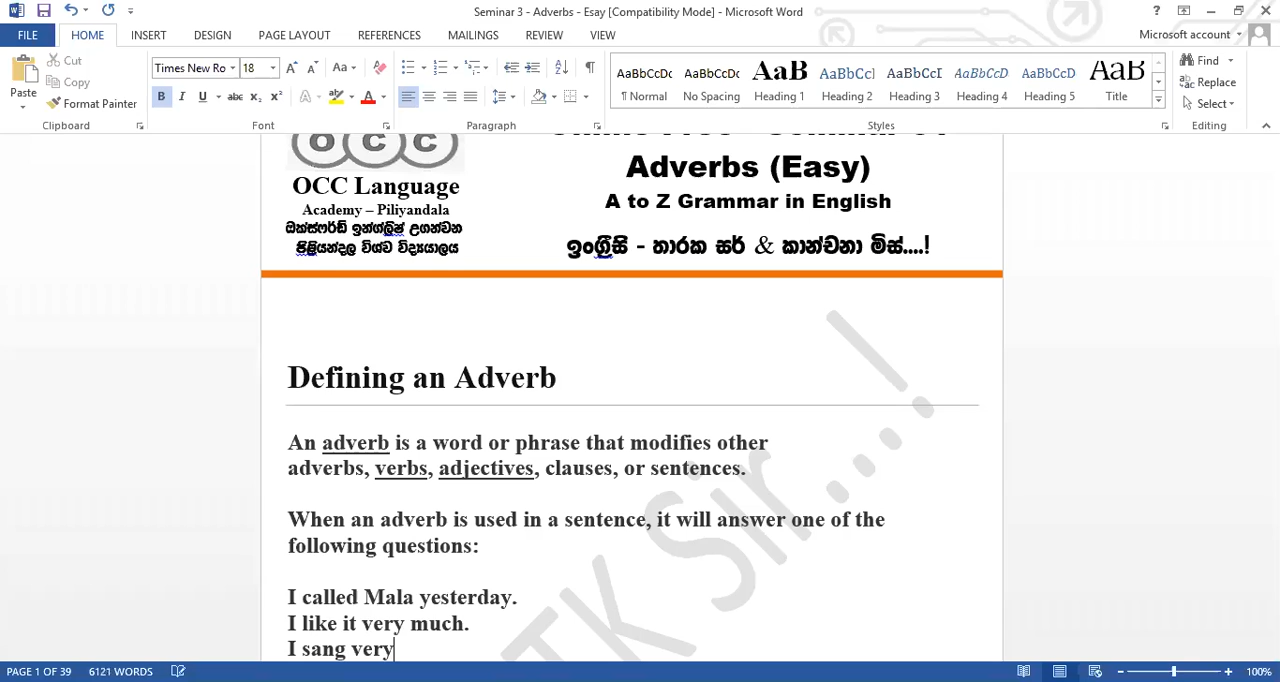 Seminar 3 - Adverbs - Esay [Compatibility Mode] - Microsoft Word
FILE HOME INSERT DESIGN PAGE LAYOUT REFERENCES MAILINGS REVIEW VIEW Microsoft account
Paste Cut Copy Format Painter
Times New Ro 18
AaBbCcDc AaBbCcDc AaB AaBbCcI AaBbCcI AaBbCcD AaBbCcD AaB
¶ Normal No Spacing Heading 1 Heading 2 Heading 3 Heading 4 Heading 5 Title
Find Replace Select
Clipboard Font Paragraph Styles Editing
OCC
OCC Language
Academy – Piliyandala
ඔක්ස්ෆර්ඩ් ඉන්ග්ලිෂ් උගන්වන
පිළියන්දල විශ්ව විද්‍යයාලය
Adverbs (Easy)
A to Z Grammar in English
ඉංග්‍රීසි - තාරක සර් & කාන්චනා මිස්....!
Defining an Adverb
An adverb is a word or phrase that modifies other
adverbs, verbs, adjectives, clauses, or sentences.
When an adverb is used in a sentence, it will answer one of the
following questions:
I called Mala yesterday.
I like it very much.
I sang very
TK Sir...!
PAGE 1 OF 39 6121 WORDS 100%